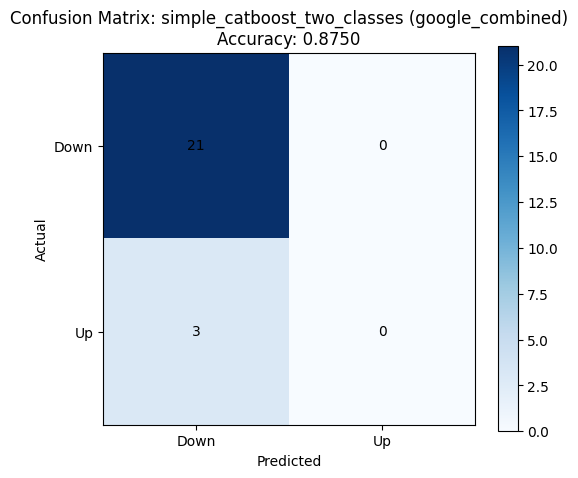 Confusion Matrix: simple_catboost_two_classes (google_combined)
Accuracy: 0.8750
Down
21
0
Up
3
0
Down
Up
Predicted
Actual
20.0
17.5
15.0
12.5
10.0
7.5
5.0
2.5
0.0